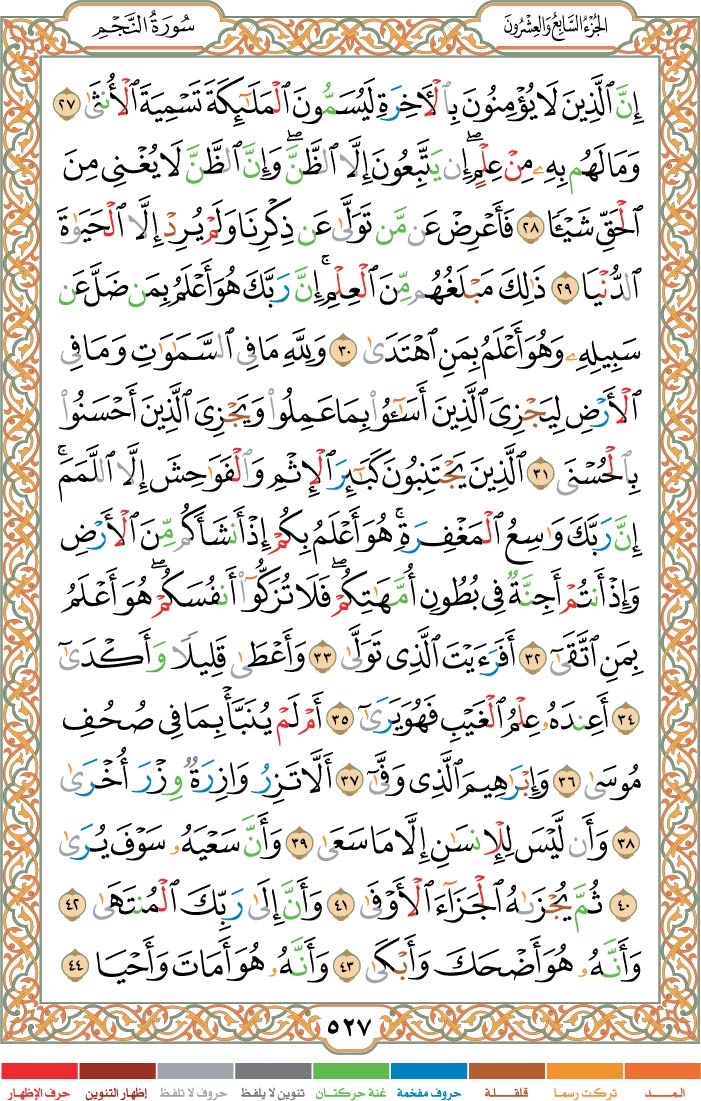 الجزء السابع والعشرون
سورة النجم
إِنَّ ٱلَّذِينَ لَا يُؤْمِنُونَ بِٱلْأَخِرَةِ لَيُسَمُّونَ ٱلْمَلَٰٓئِكَةَ تَسْمِيَةَ ٱلْأُنثَىٰ ٢٧
وَمَا لَهُم بِهِۦ مِنْ عِلْمٍ ۖ إِن يَتَّبِعُونَ إِلَّا ٱلظَّنَّ ۖ وَإِنَّ ٱلظَّنَّ لَا يُغْنِى مِنَ
ٱلْحَقِّ شَيْـًٔا ٢٨ فَأَعْرِضْ عَن مَّن تَوَلَّىٰ عَن ذِكْرِنَا وَلَمْ يُرِدْ إِلَّا ٱلْحَيَوٰةَ
ٱلدُّنْيَا ٢٩ ذَٰلِكَ مَبْلَغُهُم مِّنَ ٱلْعِلْمِ ۚ إِنَّ رَبَّكَ هُوَ أَعْلَمُ بِمَن ضَلَّ عَن
سَبِيلِهِۦ وَهُوَ أَعْلَمُ بِمَنِ ٱهْتَدَىٰ ٣٠ وَلِلَّهِ مَا فِى ٱلسَّمَٰوَٰتِ وَمَا فِى
ٱلْأَرْضِ لِيَجْزِىَ ٱلَّذِينَ أَسَٰٓـُٔوا۟ بِمَا عَمِلُوا۟ وَيَجْزِىَ ٱلَّذِينَ أَحْسَنُوا۟
بِٱلْحُسْنَى ٣١ ٱلَّذِينَ يَجْتَنِبُونَ كَبَٰٓئِرَ ٱلْإِثْمِ وَٱلْفَوَٰحِشَ إِلَّا ٱللَّمَمَ ۚ
إِنَّ رَبَّكَ وَٰسِعُ ٱلْمَغْفِرَةِ ۚ هُوَ أَعْلَمُ بِكُمْ إِذْ أَنشَأَكُم مِّنَ ٱلْأَرْضِ
وَإِذْ أَنتُمْ أَجِنَّةٌ فِى بُطُونِ أُمَّهَٰتِكُمْ ۖ فَلَا تُزَكُّوٓا۟ أَنفُسَكُمْ ۖ هُوَ أَعْلَمُ
بِمَنِ ٱتَّقَىٰٓ ٣٢ أَفَرَءَيْتَ ٱلَّذِى تَوَلَّىٰ ٣٣ وَأَعْطَىٰ قَلِيلًا وَأَكْدَىٰٓ
٣٤ أَعِندَهُۥ عِلْمُ ٱلْغَيْبِ فَهُوَ يَرَىٰٓ ٣٥ أَمْ لَمْ يُنَبَّأْ بِمَا فِى صُحُفِ
مُوسَىٰ ٣٦ وَإِبْرَٰهِيمَ ٱلَّذِى وَفَّىٰٓ ٣٧ أَلَّا تَزِرُ وَازِرَةٌ وِزْرَ أُخْرَىٰ
٣٨ وَأَن لَّيْسَ لِلْإِنسَٰنِ إِلَّا مَا سَعَىٰ ٣٩ وَأَنَّ سَعْيَهُۥ سَوْفَ يُرَىٰ
٤٠ ثُمَّ يُجْزَىٰهُ ٱلْجَزَآءَ ٱلْأَوْفَىٰ ٤١ وَأَنَّ إِلَىٰ رَبِّكَ ٱلْمُنتَهَىٰ ٤٢
وَأَنَّهُۥ هُوَ أَضْحَكَ وَأَبْكَىٰ ٤٣ وَأَنَّهُۥ هُوَ أَمَاتَ وَأَحْيَا ٤٤
٥٢٧
المد تركت رسما قلقلة حروف مفخمة غنة حركتان تنوين لا يلفظ حروف لا تلفظ إظهار التنوين حرف الإظهار